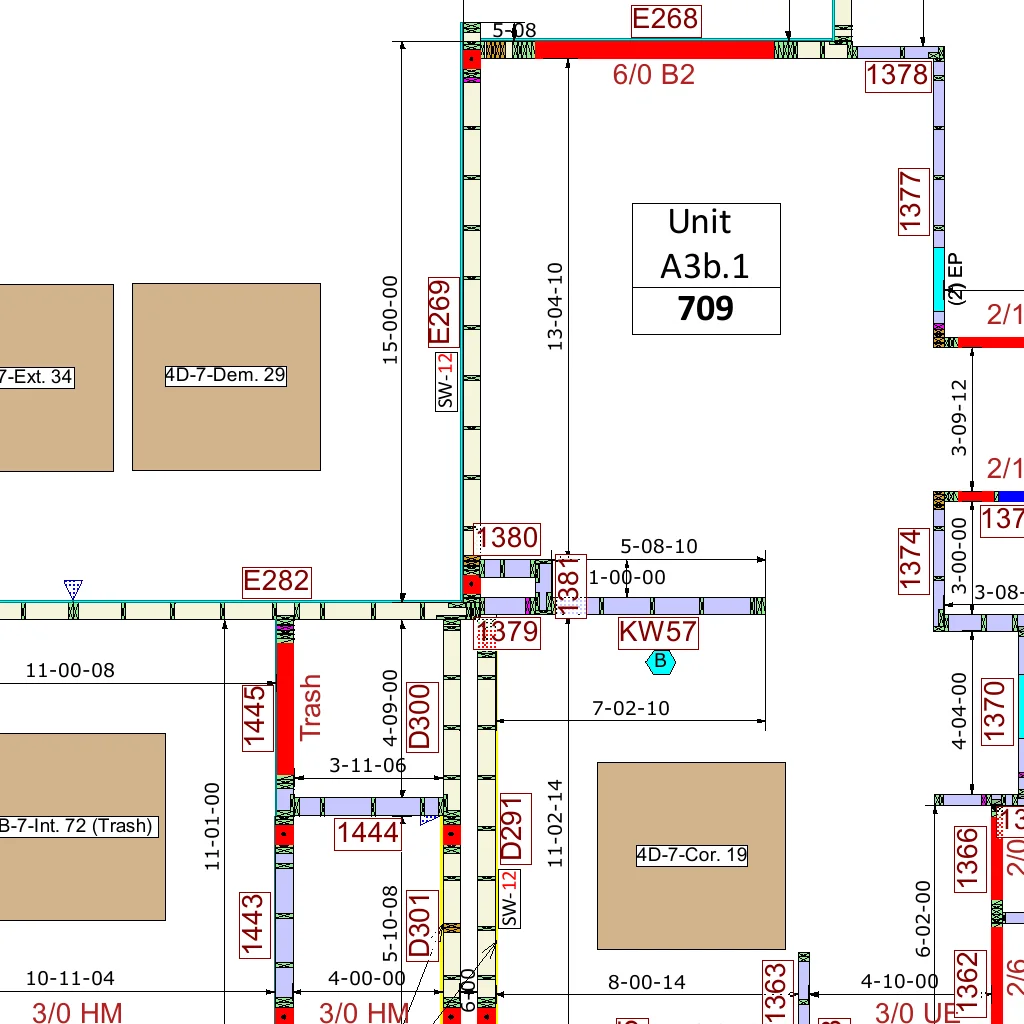 5-08
E268
6/0 B2
1378
1377
Unit
A3b.1
709
(2) EP
2/1
15-00-00
E269
SW-12
13-04-10
7-Ext. 34
4D-7-Dem. 29
3-09-12
2/1
137
1380
1381
5-08-10
1-00-00
1374
3-00-00
3-08-
E282
1379
KW57
B
11-00-08
1445
Trash
4-09-00
D300
7-02-10
4-04-00
1370
3-11-06
B-7-Int. 72 (Trash)
11-01-00
1444
D291
SW-12
11-02-14
4D-7-Cor. 19
1366
13
2/0
1443
5-10-08
D301
6-02-00
10-11-04
4-00-00
6-00
8-00-14
1363
4-10-00
1362
2/6
3/0 HM
3/0 HM
3/0 UE